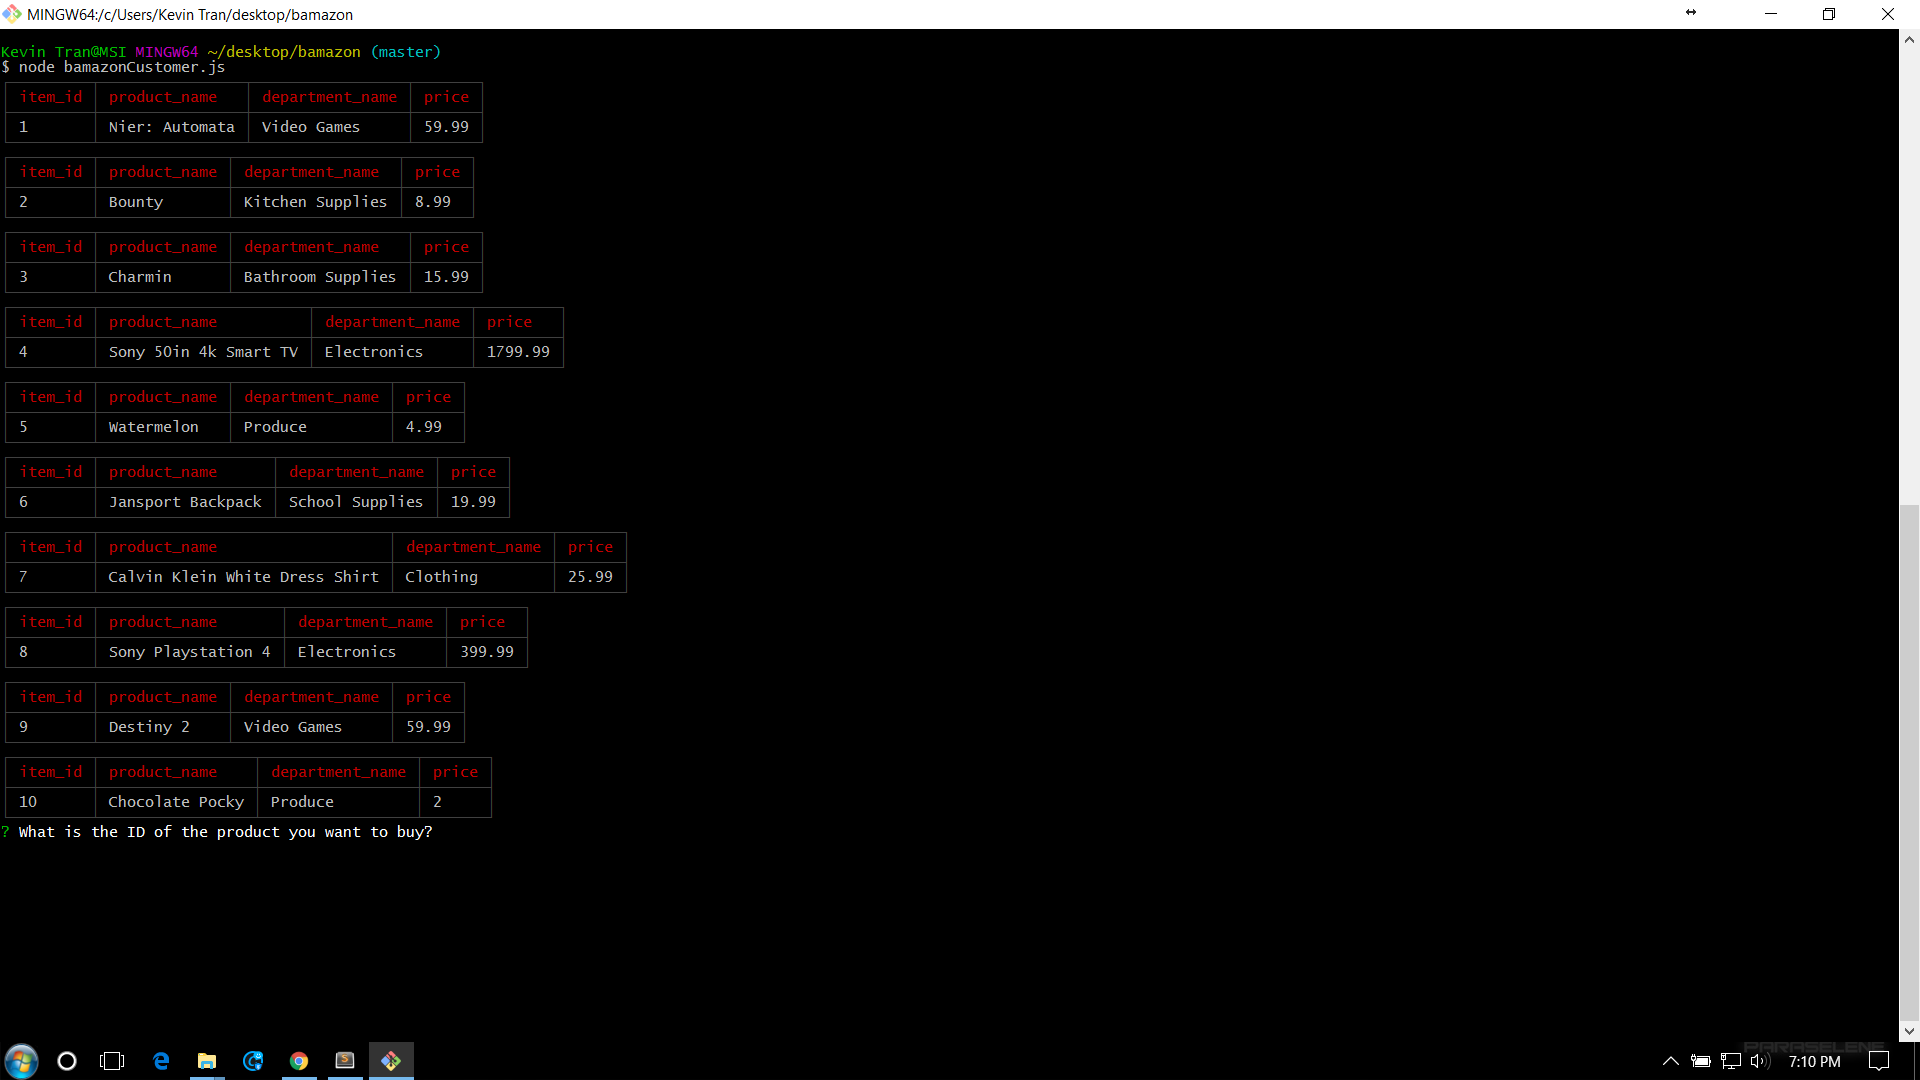 MINGW64:/c/Users/Kevin Tran/desktop/bamazon
Kevin Tran@MSI MINGW64 ~/desktop/bamazon (master)
$ node bamazonCustomer.js
item_id product_name department_name price
1 Nier: Automata Video Games 59.99
item_id product_name department_name price
2 Bounty Kitchen Supplies 8.99
item_id product_name department_name price
3 Charmin Bathroom Supplies 15.99
item_id product_name department_name price
4 Sony 50in 4k Smart TV Electronics 1799.99
item_id product_name department_name price
5 Watermelon Produce 4.99
item_id product_name department_name price
6 Jansport Backpack School Supplies 19.99
item_id product_name department_name price
7 Calvin Klein White Dress Shirt Clothing 25.99
item_id product_name department_name price
8 Sony Playstation 4 Electronics 399.99
item_id product_name department_name price
9 Destiny 2 Video Games 59.99
item_id product_name department_name price
10 Chocolate Pocky Produce 2
? What is the ID of the product you want to buy?
PARASELENE
7:10 PM